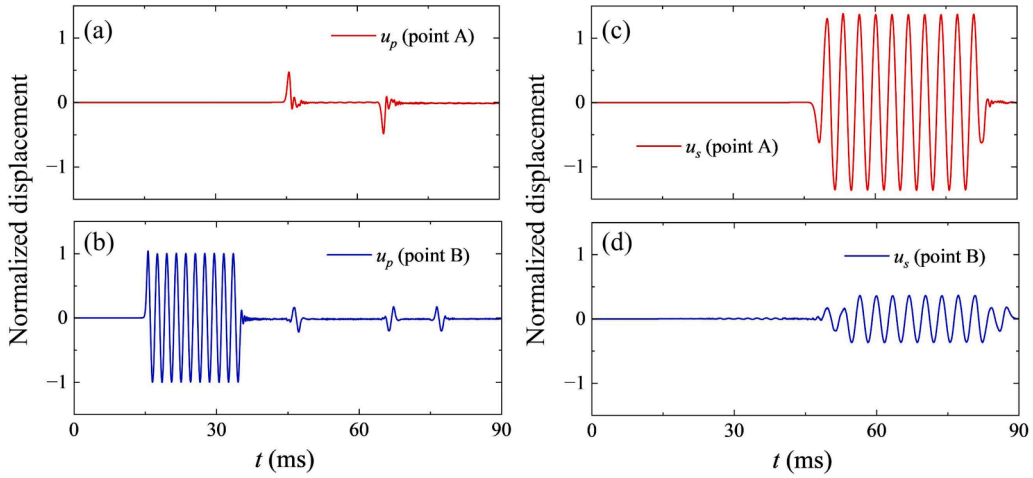 Normalized displacement
(a)
u_p (point A)
1
0
−1
(b)
u_p (point B)
1
0
−1
0
30
60
90
t (ms)
Normalized displacement
(c)
u_s (point A)
1
0
−1
(d)
u_s (point B)
1
0
−1
0
30
60
90
t (ms)